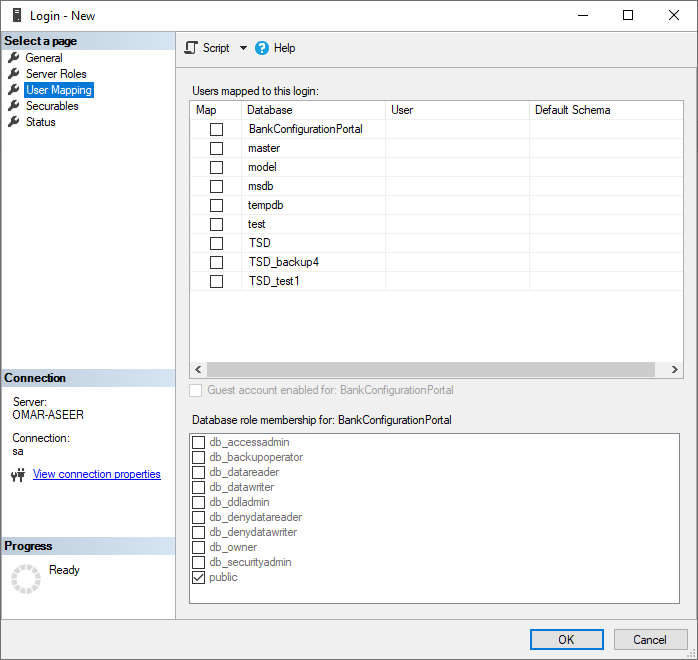 Login - New
Select a page
General
Server Roles
User Mapping
Securables
Status
Connection
Server:
OMAR-ASEER
Connection:
sa
View connection properties
Progress
Ready
Script Help
Users mapped to this login:
Map Database User Default Schema
BankConfigurationPortal
master
model
msdb
tempdb
test
TSD
TSD_backup4
TSD_test1
Guest account enabled for: BankConfigurationPortal
Database role membership for: BankConfigurationPortal
db_accessadmin
db_backupoperator
db_datareader
db_datawriter
db_ddladmin
db_denydatareader
db_denydatawriter
db_owner
db_securityadmin
public
OK Cancel